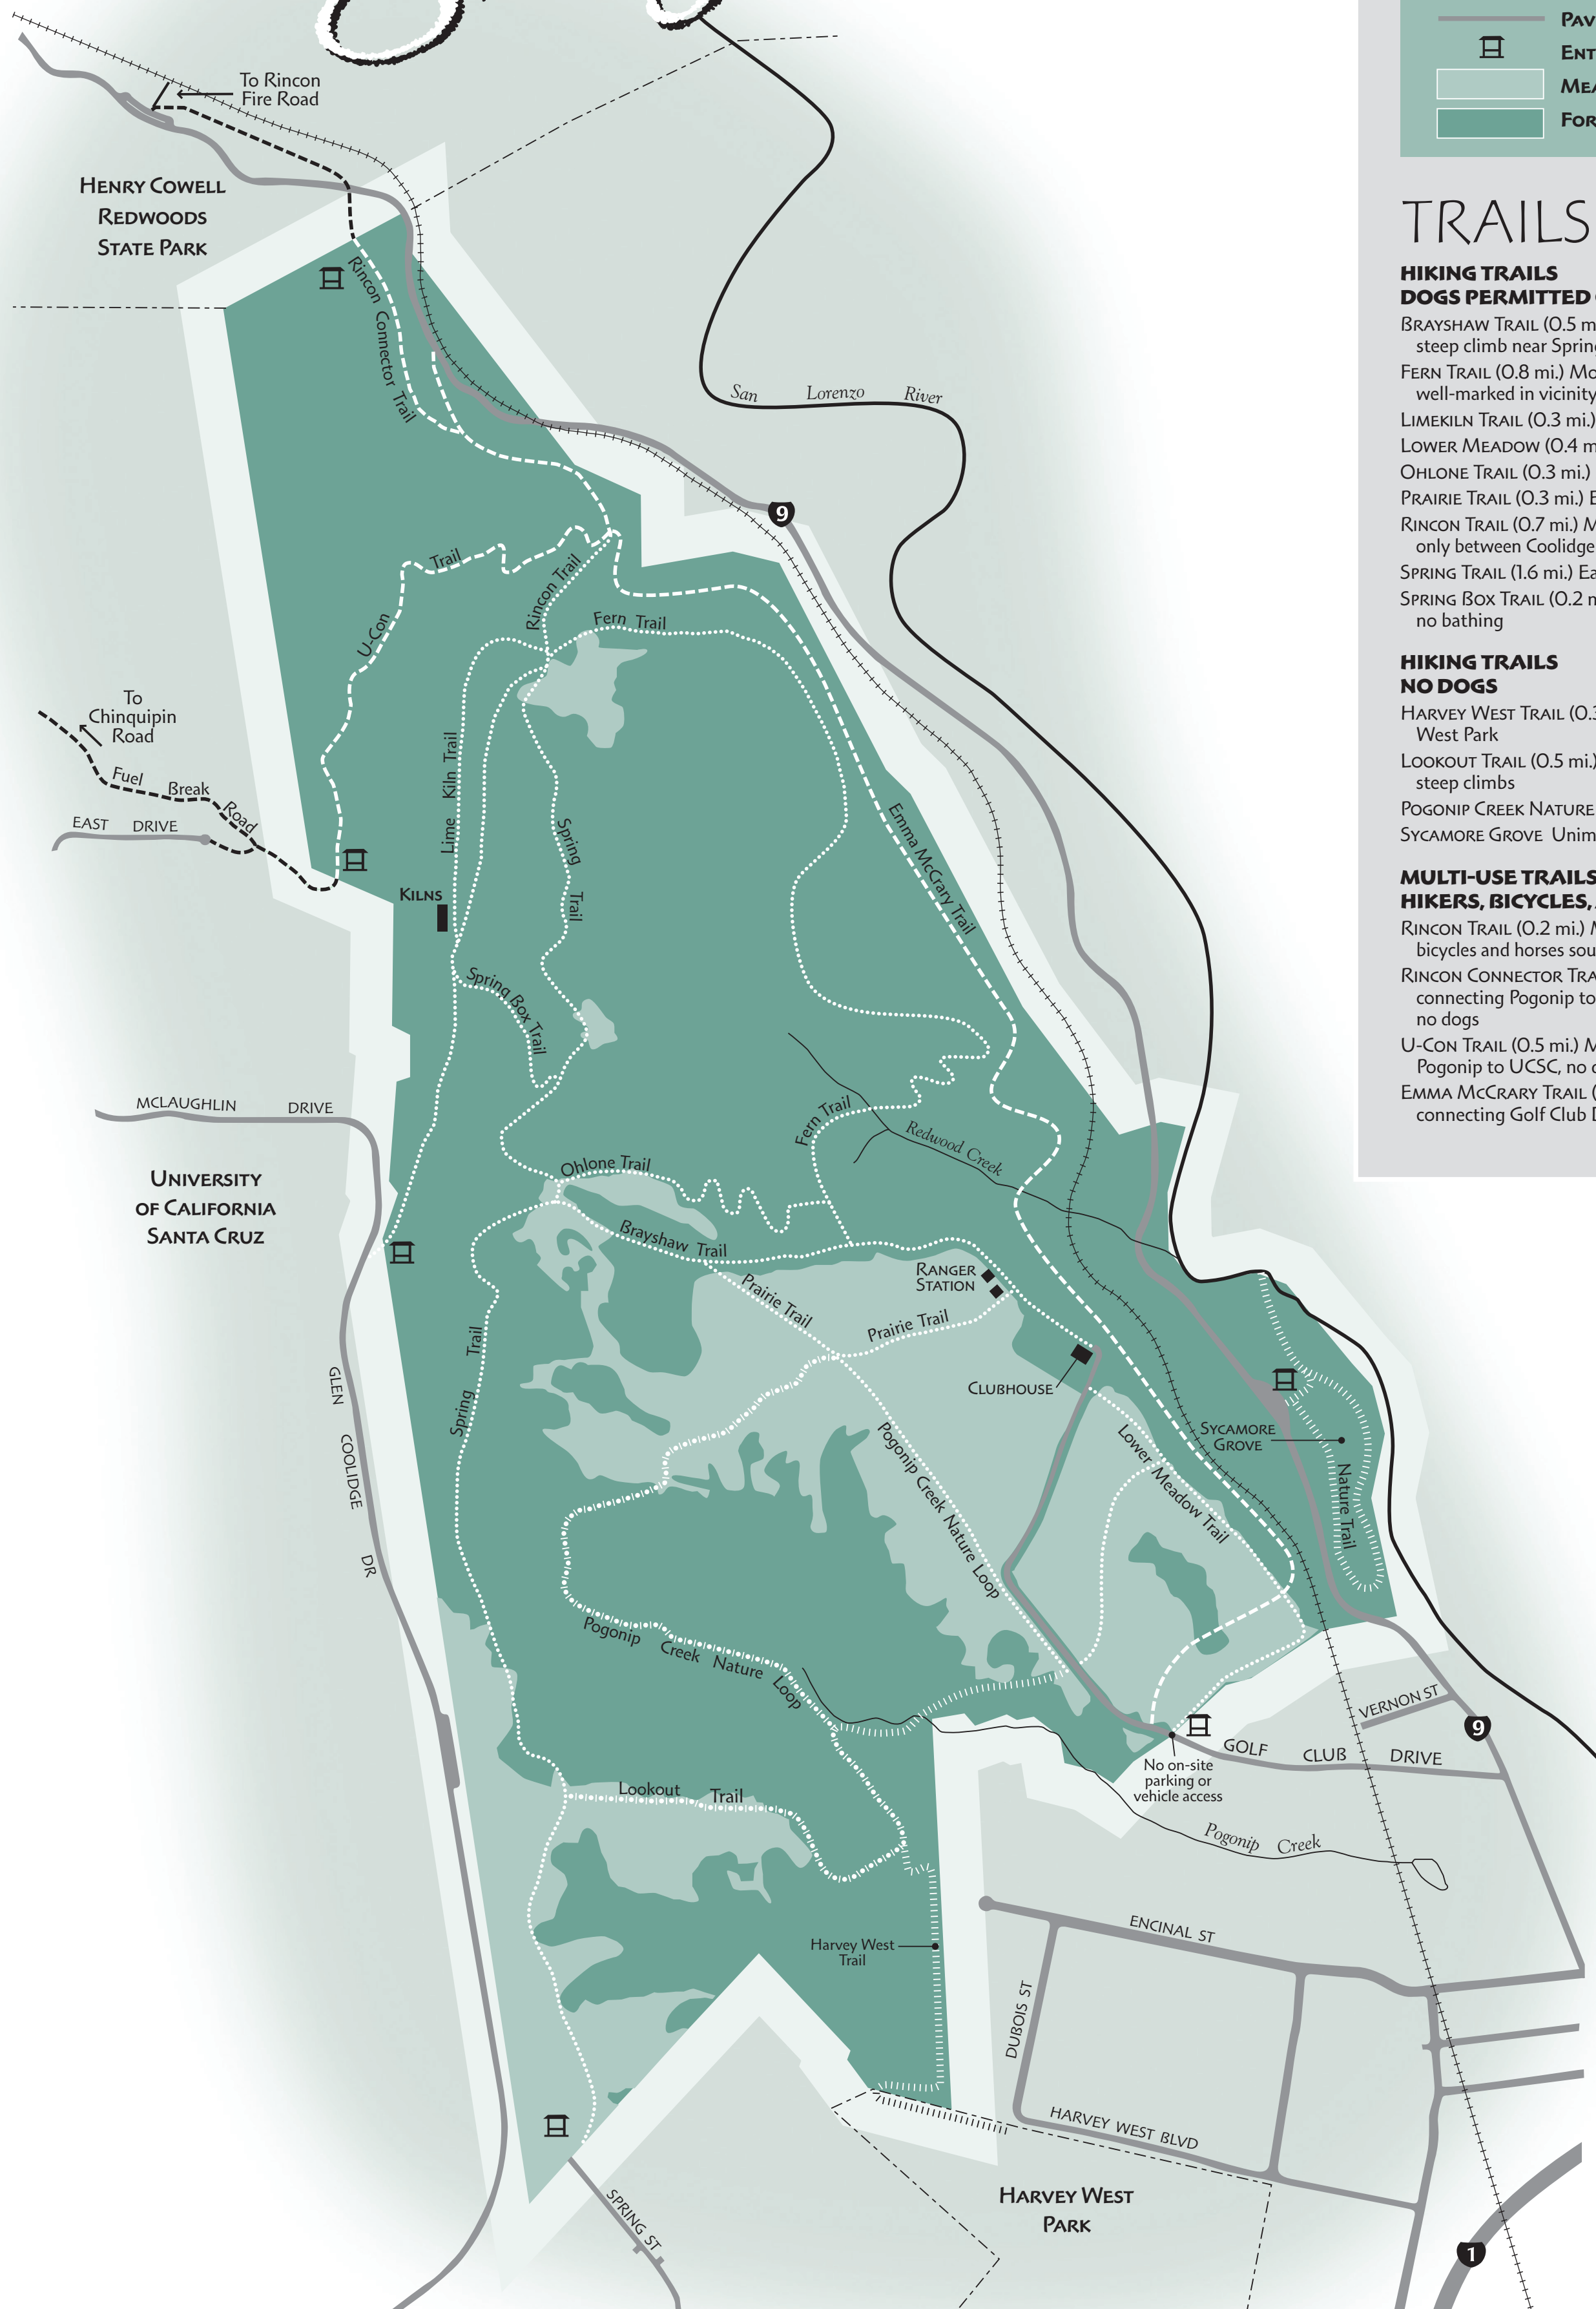 To Rincon
Fire Road
Henry Cowell
Redwoods
State Park
Rincon Connector Trail
San Lorenzo River
9
U-Con Trail
Rincon Trail
Fern Trail
To
Chinquipin
Road
Fuel Break Road
EAST DRIVE
Lime Kiln Trail
Spring Trail
Emma McCrary Trail
Kilns
Spring Box Trail
MCLAUGHLIN DRIVE
University
of California
Santa Cruz
Fern Trail
Redwood Creek
Ohlone Trail
Brayshaw Trail
Ranger
Station
Prairie Trail
Prairie Trail
Clubhouse
Spring Trail
GLEN COOLIDGE DR
Pogonip Creek Nature Loop
Lower Meadow Trail
Sycamore
Grove
Nature Trail
Pogonip Creek Nature Loop
VERNON ST
9
GOLF CLUB DRIVE
No on-site
parking or
vehicle access
Lookout Trail
Pogonip Creek
Harvey West
Trail
ENCINAL ST
DUBOIS ST
HARVEY WEST BLVD
Harvey West
Park
SPRING ST
1
TRAILS
HIKING TRAILS
DOGS PERMITTED
Brayshaw Trail (0.5 m
steep climb near Sprin
Fern Trail (0.8 mi.) Mo
well-marked in vicinity
Limekiln Trail (0.3 mi.)
Lower Meadow (0.4 m
Ohlone Trail (0.3 mi.)
Prairie Trail (0.3 mi.) E
Rincon Trail (0.7 mi.) M
only between Coolidge
Spring Trail (1.6 mi.) Ea
Spring Box Trail (0.2 m
no bathing
HIKING TRAILS
NO DOGS
Harvey West Trail (0.3
West Park
Lookout Trail (0.5 mi.)
steep climbs
Pogonip Creek Nature
Sycamore Grove Unim
MULTI-USE TRAILS
HIKERS, BICYCLES,
Rincon Trail (0.2 mi.) M
bicycles and horses sou
Rincon Connector Tra
connecting Pogonip to
no dogs
U-Con Trail (0.5 mi.) M
Pogonip to UCSC, no d
Emma McCrary Trail (
connecting Golf Club D